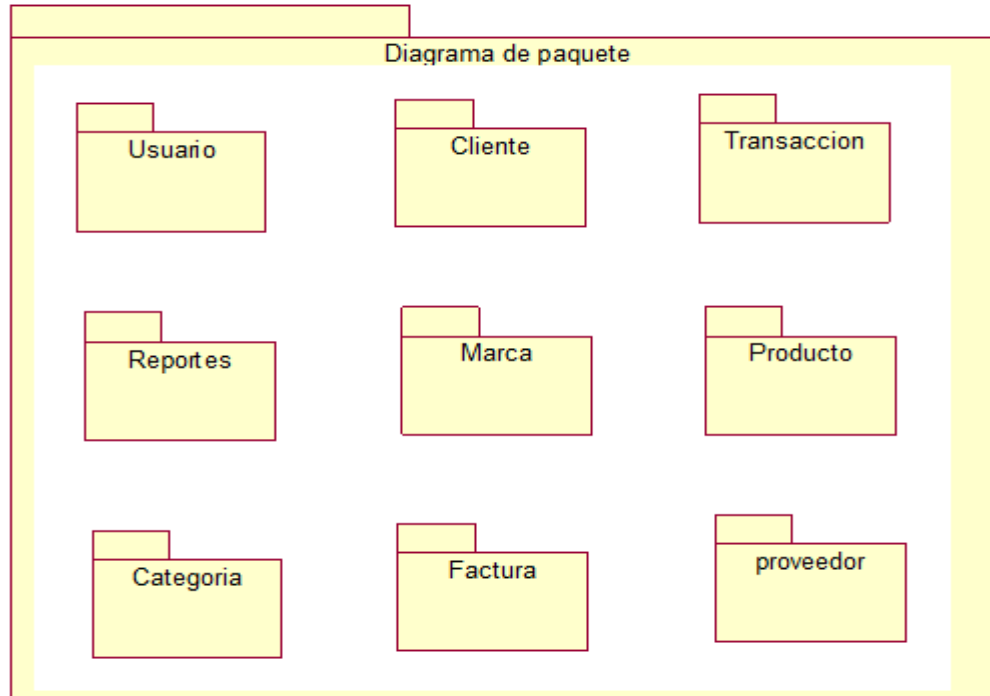 Diagrama de paquete
Usuario
Cliente
Transaccion
Reportes
Marca
Producto
Categoria
Factura
proveedor